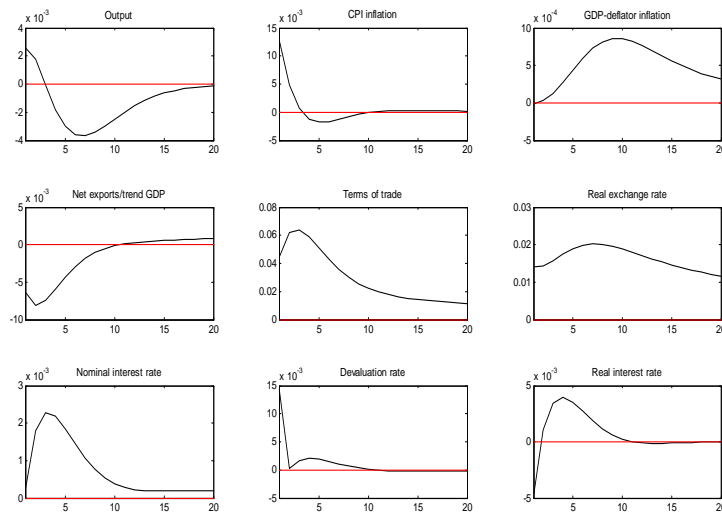 Output
CPI inflation
GDP-deflator inflation
x 10-3
x 10-3
x 10-4
4
2
0
-2
-4
15
10
5
0
-5
10
5
0
-5
5 10 15 20
5 10 15 20
5 10 15 20
Net exports/trend GDP
Terms of trade
Real exchange rate
x 10-3
5
0
-5
-10
0.08
0.06
0.04
0.02
0
0.03
0.02
0.01
0
5 10 15 20
5 10 15 20
5 10 15 20
Nominal interest rate
Devaluation rate
Real interest rate
x 10-3
x 10-3
x 10-3
3
2
1
0
15
10
5
0
-5
5
0
-5
5 10 15 20
5 10 15 20
5 10 15 20